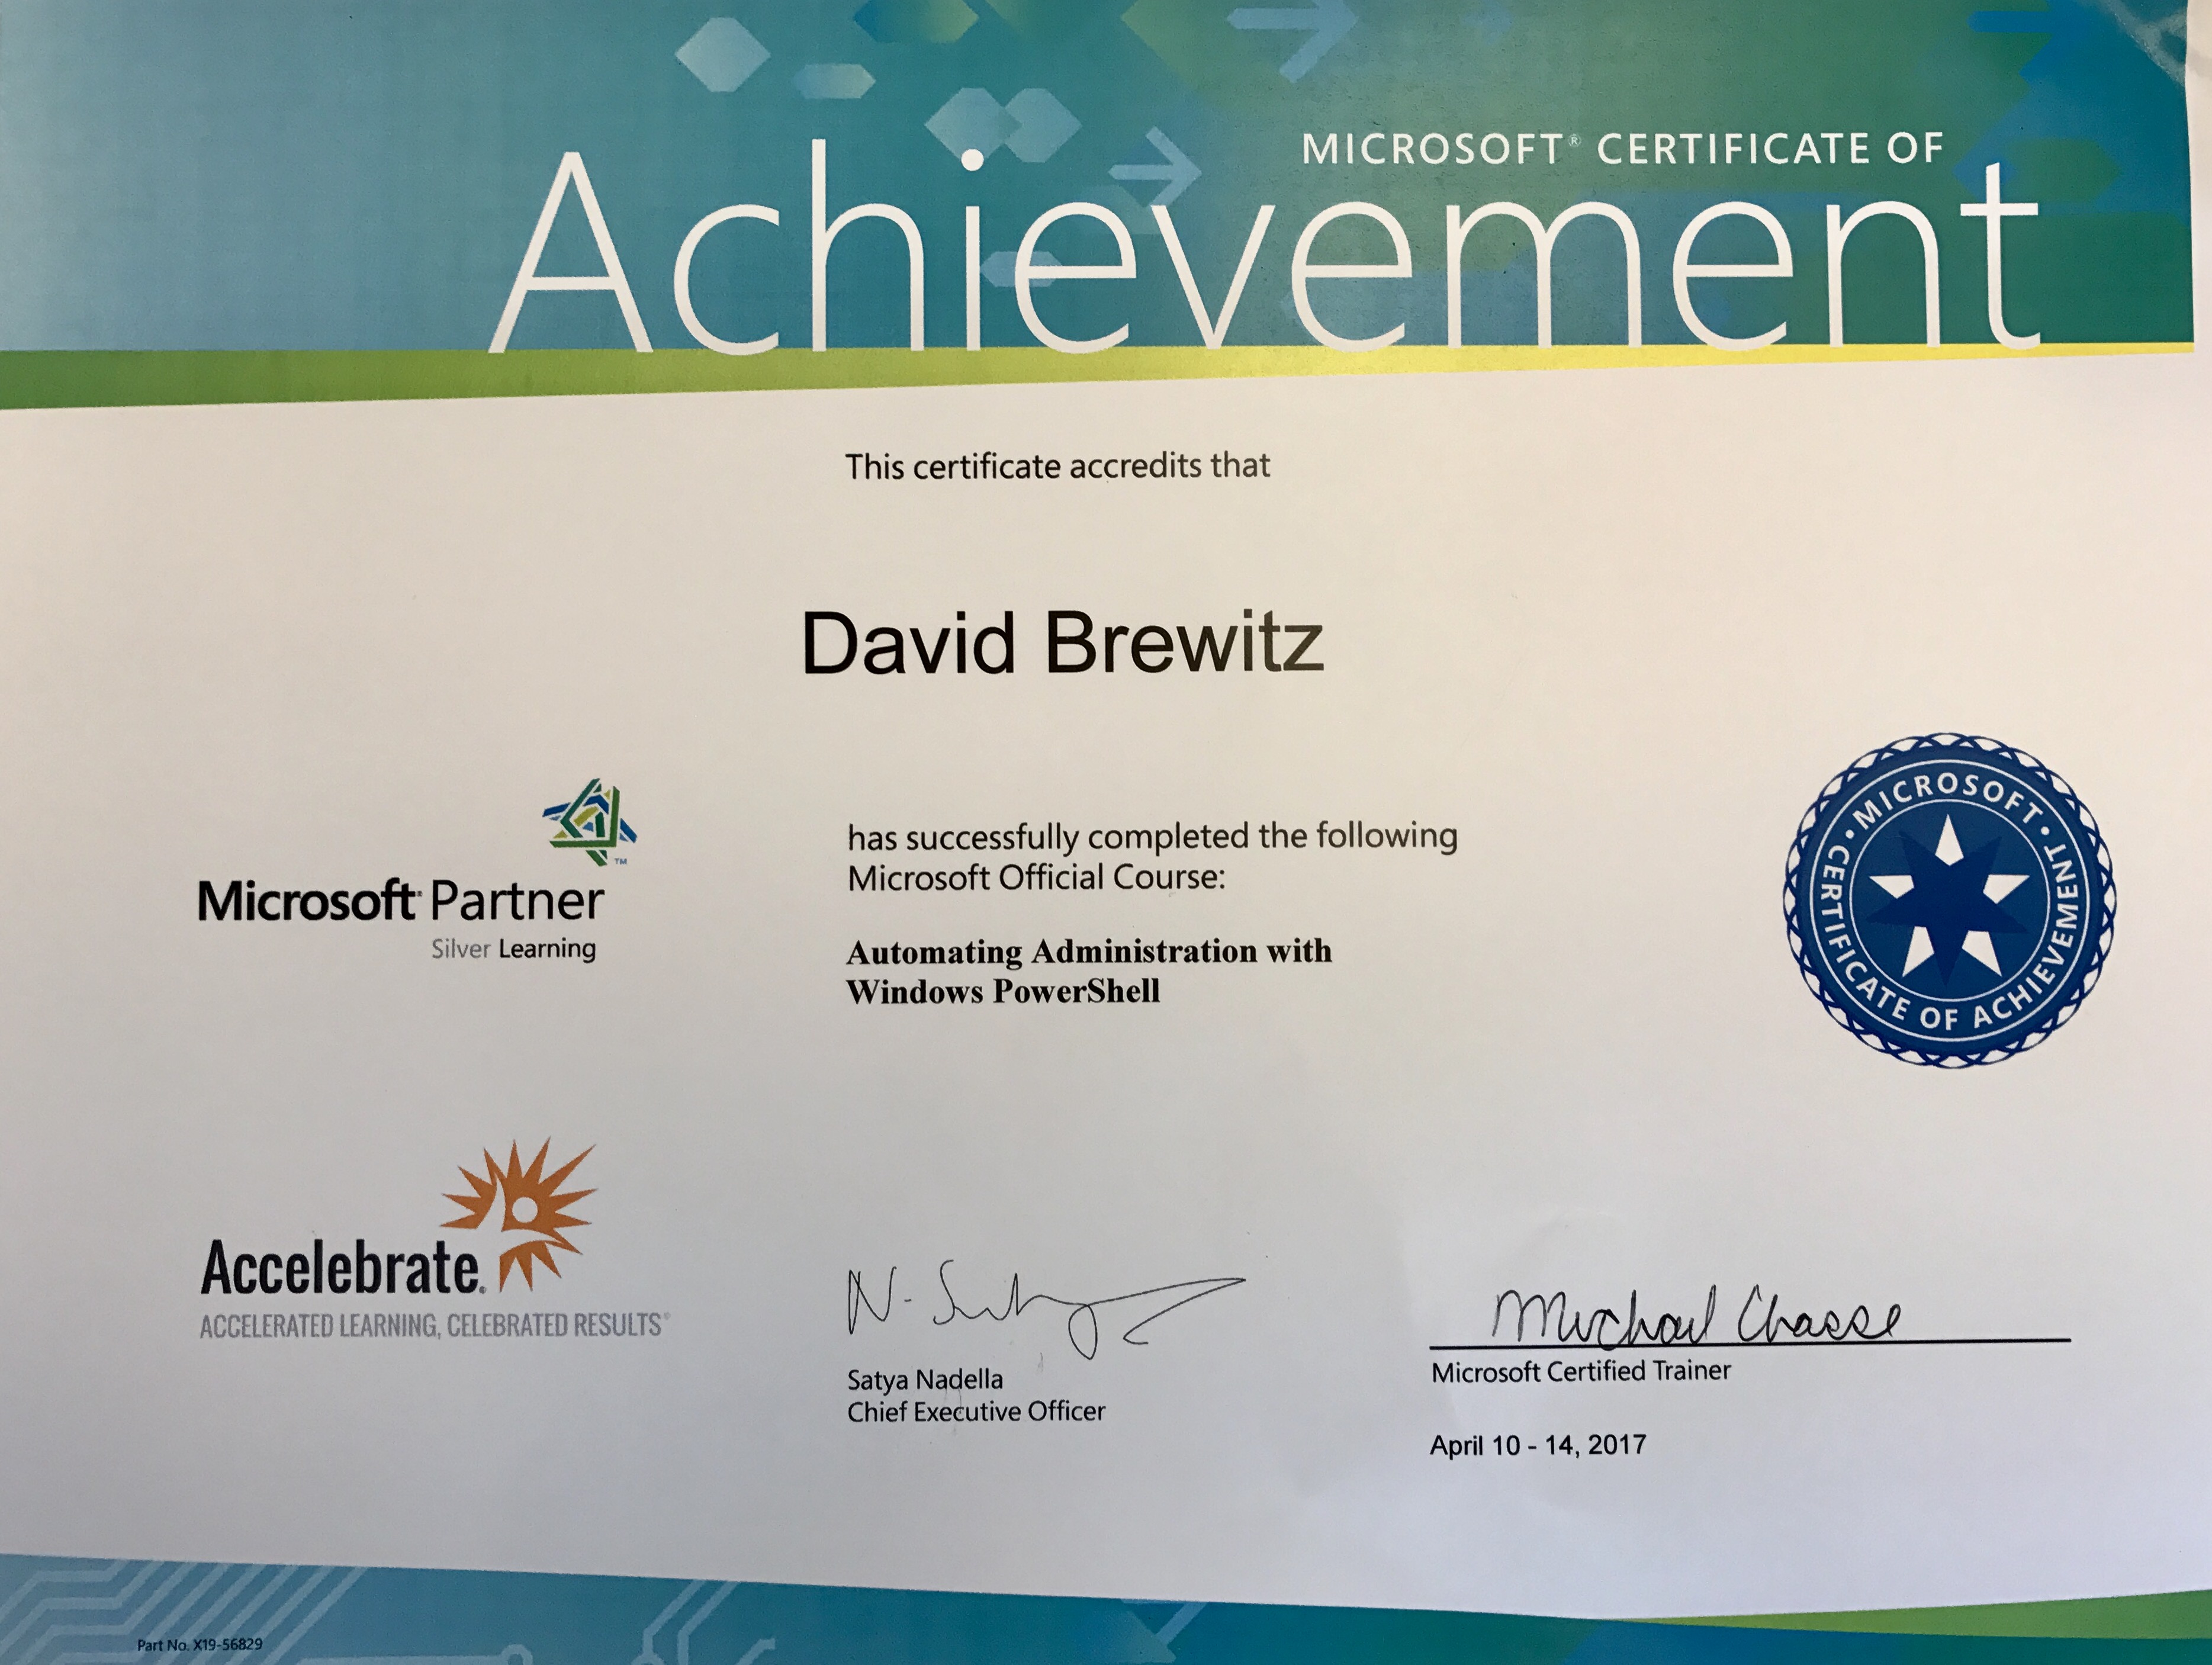 MICROSOFT® CERTIFICATE OF
Achievement
This certificate accredits that
David Brewitz
Microsoft® Partner
Silver Learning
has successfully completed the following
Microsoft Official Course:
Automating Administration with
Windows PowerShell
• MICROSOFT • CERTIFICATE OF ACHIEVEMENT
Accelebrate®
ACCELERATED LEARNING, CELEBRATED RESULTS®
Satya Nadella
Chief Executive Officer
Michael Chasse
Microsoft Certified Trainer
April 10 - 14, 2017
Part No. X19-56829